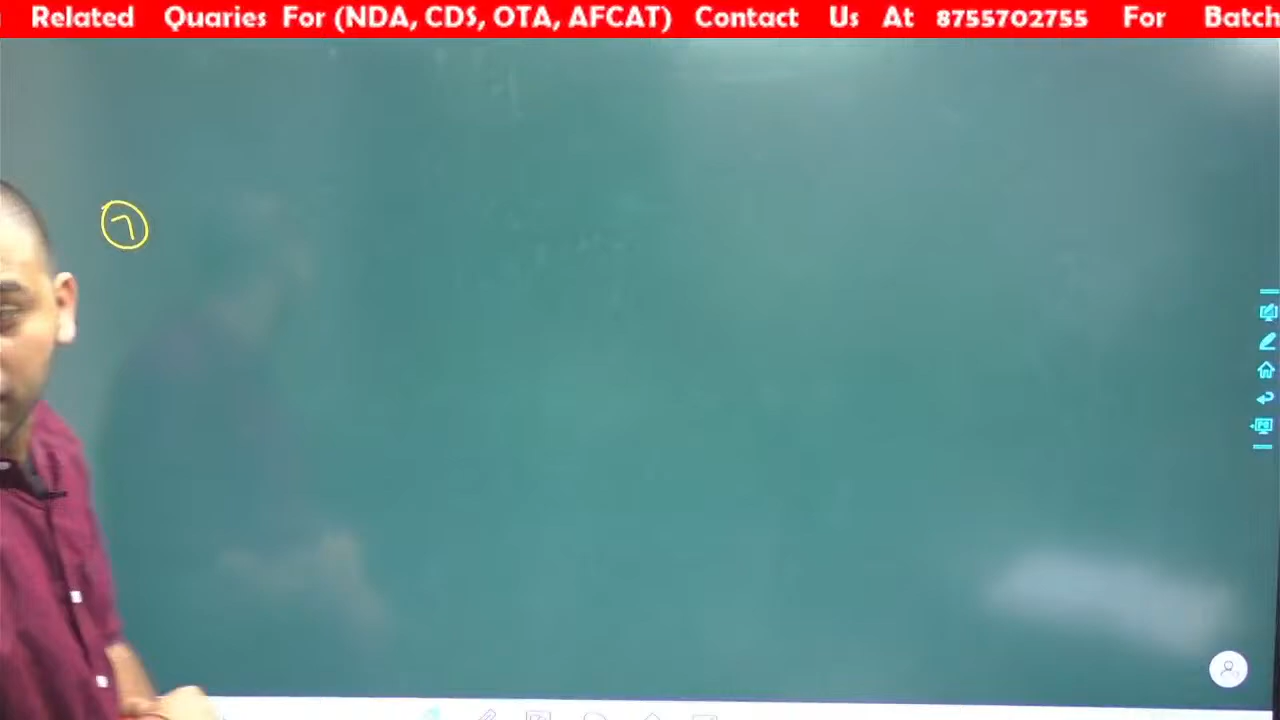 Related Quaries For (NDA, CDS, OTA, AFCAT) Contact Us At 8755702755 For Batch
7